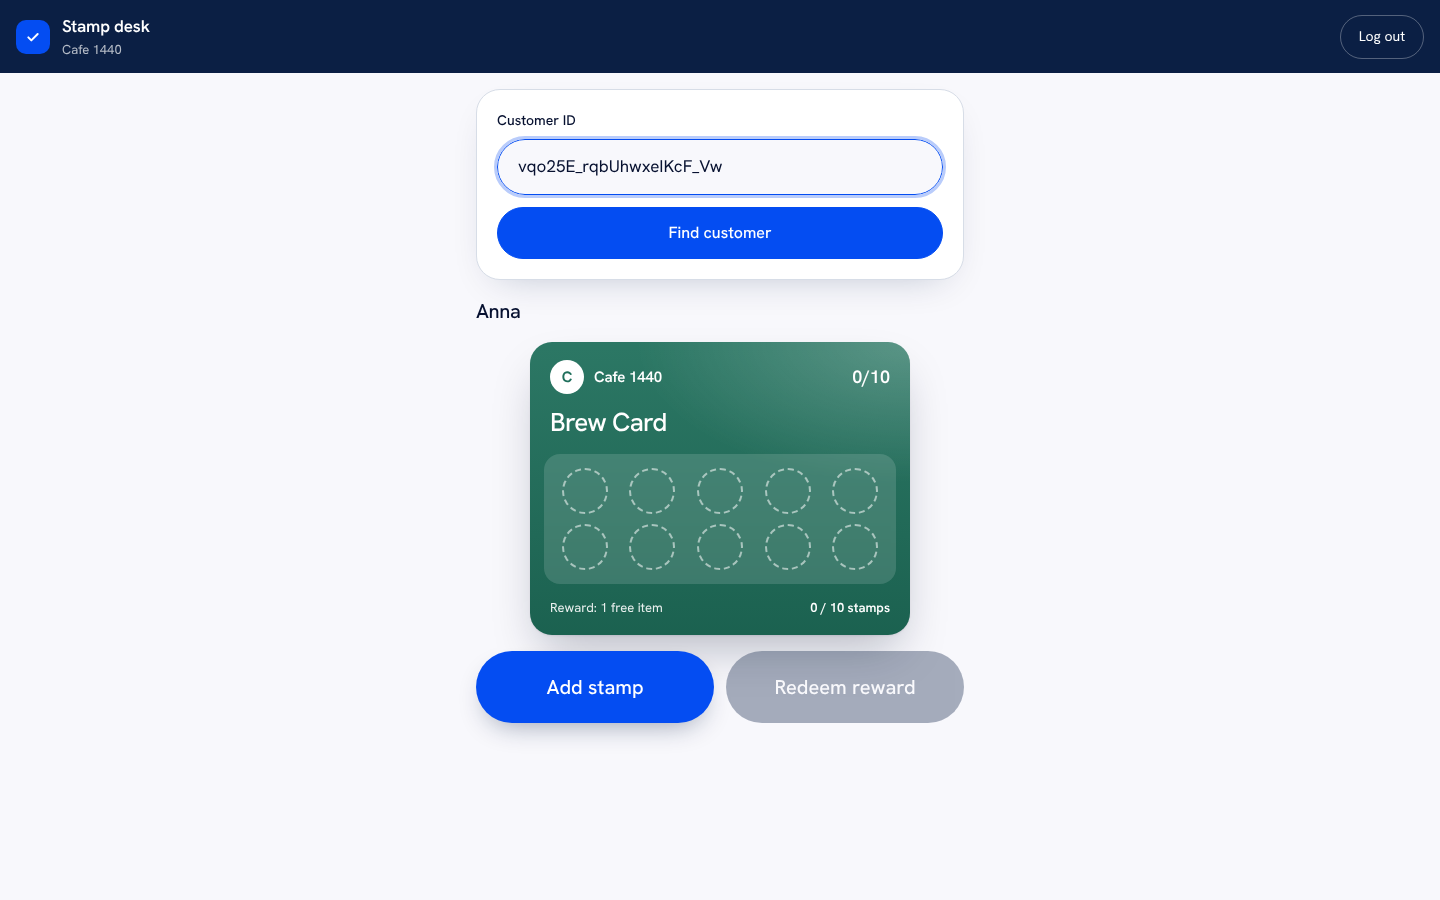 Stamp desk
Cafe 1440
Log out
Customer ID
vqo25E_rqbUhwxelKcF_Vw
Find customer
Anna
C Cafe 1440 0/10
Brew Card
Reward: 1 free item 0 / 10 stamps
Add stamp Redeem reward